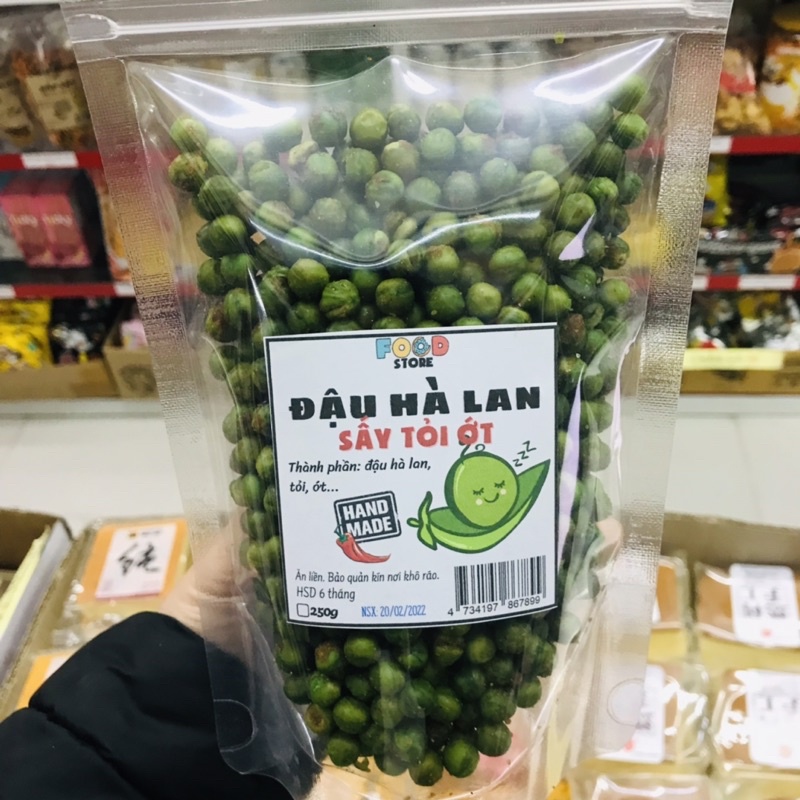 FOOD
STORE
ĐẬU HÀ LAN
SẤY TỎI ỚT
Thành phần: đậu hà lan,
tỏi, ớt...
zzz
HAND
MADE
Ăn liền. Bảo quản kín nơi khô ráo.
HSD 6 tháng
250g
NSX: 20/02/2022
4 734197 867899